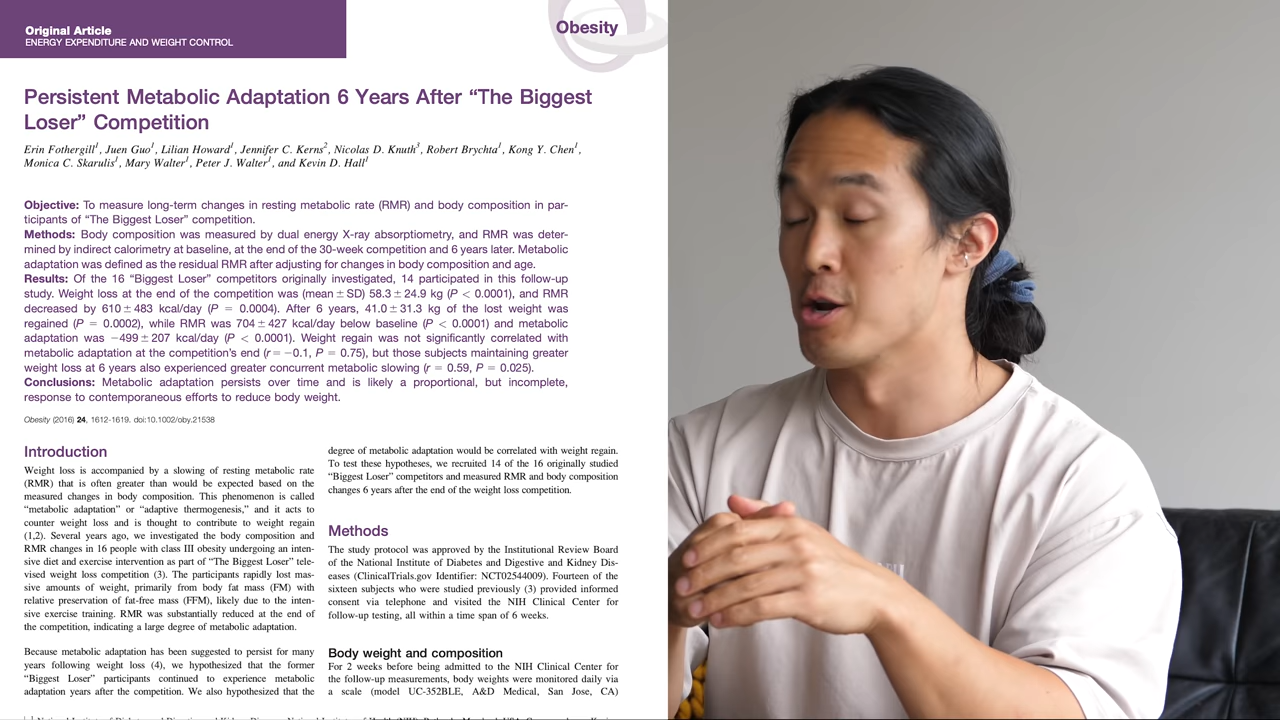 Original Article
ENERGY EXPENDITURE AND WEIGHT CONTROL
Obesity
Persistent Metabolic Adaptation 6 Years After “The Biggest
Loser” Competition
Erin Fothergill1, Juen Guo1, Lilian Howard1, Jennifer C. Kerns2, Nicolas D. Knuth3, Robert Brychta1, Kong Y. Chen1,
Monica C. Skarulis1, Mary Walter1, Peter J. Walter1, and Kevin D. Hall1
Objective: To measure long-term changes in resting metabolic rate (RMR) and body composition in par-
ticipants of “The Biggest Loser” competition.
Methods: Body composition was measured by dual energy X-ray absorptiometry, and RMR was deter-
mined by indirect calorimetry at baseline, at the end of the 30-week competition and 6 years later. Metabolic
adaptation was defined as the residual RMR after adjusting for changes in body composition and age.
Results: Of the 16 “Biggest Loser” competitors originally investigated, 14 participated in this follow-up
study. Weight loss at the end of the competition was (mean ± SD) 58.3 ± 24.9 kg (P < 0.0001), and RMR
decreased by 610 ± 483 kcal/day (P = 0.0004). After 6 years, 41.0 ± 31.3 kg of the lost weight was
regained (P = 0.0002), while RMR was 704 ± 427 kcal/day below baseline (P < 0.0001) and metabolic
adaptation was −499 ± 207 kcal/day (P < 0.0001). Weight regain was not significantly correlated with
metabolic adaptation at the competition’s end (r = −0.1, P = 0.75), but those subjects maintaining greater
weight loss at 6 years also experienced greater concurrent metabolic slowing (r = 0.59, P = 0.025).
Conclusions: Metabolic adaptation persists over time and is likely a proportional, but incomplete,
response to contemporaneous efforts to reduce body weight.
Obesity (2016) 24, 1612-1619. doi:10.1002/oby.21538
Introduction
Weight loss is accompanied by a slowing of resting metabolic rate
(RMR) that is often greater than would be expected based on the
measured changes in body composition. This phenomenon is called
“metabolic adaptation” or “adaptive thermogenesis,” and it acts to
counter weight loss and is thought to contribute to weight regain
(1,2). Several years ago, we investigated the body composition and
RMR changes in 16 people with class III obesity undergoing an inten-
sive diet and exercise intervention as part of “The Biggest Loser” tele-
vised weight loss competition (3). The participants rapidly lost mas-
sive amounts of weight, primarily from body fat mass (FM) with
relative preservation of fat-free mass (FFM), likely due to the inten-
sive exercise training. RMR was substantially reduced at the end of
the competition, indicating a large degree of metabolic adaptation.
Because metabolic adaptation has been suggested to persist for many
years following weight loss (4), we hypothesized that the former
“Biggest Loser” participants continued to experience metabolic
adaptation years after the competition. We also hypothesized that the
degree of metabolic adaptation would be correlated with weight regain.
To test these hypotheses, we recruited 14 of the 16 originally studied
“Biggest Loser” competitors and measured RMR and body composition
changes 6 years after the end of the weight loss competition.
Methods
The study protocol was approved by the Institutional Review Board
of the National Institute of Diabetes and Digestive and Kidney Dis-
eases (ClinicalTrials.gov Identifier: NCT02544009). Fourteen of the
sixteen subjects who were studied previously (3) provided informed
consent via telephone and visited the NIH Clinical Center for
follow-up testing, all within a time span of 6 weeks.
Body weight and composition
For 2 weeks before being admitted to the NIH Clinical Center for
the follow-up measurements, body weights were monitored daily via
a scale (model UC-352BLE, A&D Medical, San Jose, CA)